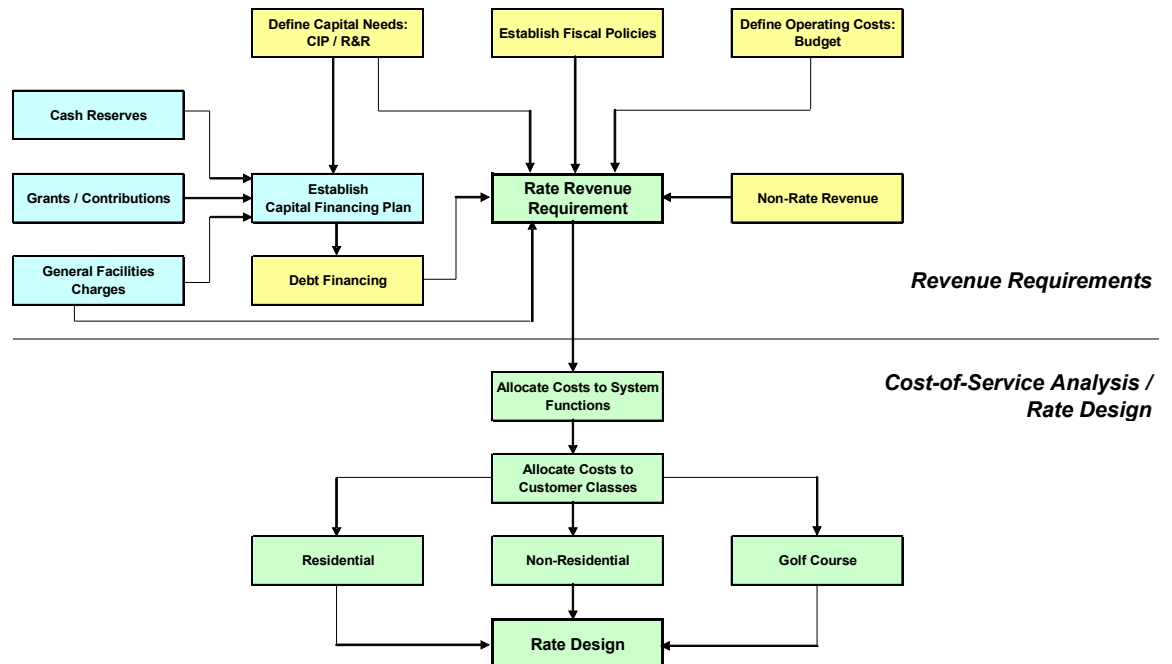 Define Capital Needs:
CIP / R&R
Establish Fiscal Policies
Define Operating Costs:
Budget
Cash Reserves
Grants / Contributions
Establish
Capital Financing Plan
Rate Revenue
Requirement
Non-Rate Revenue
General Facilities
Charges
Debt Financing
Revenue Requirements
Allocate Costs to System
Functions
Cost-of-Service Analysis /
Rate Design
Allocate Costs to
Customer Classes
Residential
Non-Residential
Golf Course
Rate Design